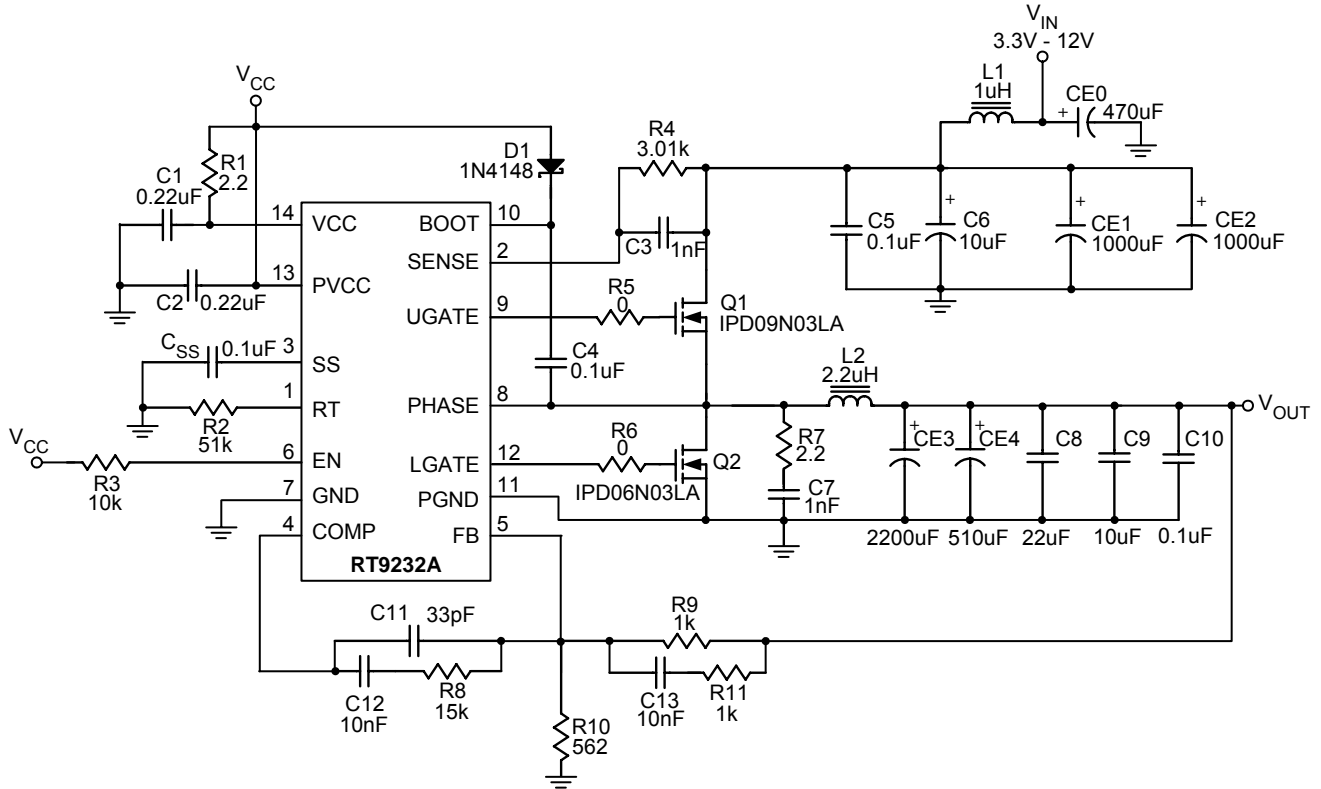 V_IN
3.3V - 12V
L1
1uH
CE0
470uF
V_CC
R4
3.01k
D1
1N4148
R1
2.2
C1
0.22uF
14
VCC
BOOT
10
C3
1nF
C5
0.1uF
C6
10uF
CE1
1000uF
CE2
1000uF
SENSE
2
13
PVCC
C2
0.22uF
R5
0
Q1
IPD09N03LA
UGATE
9
C_SS
0.1uF
3
SS
C4
0.1uF
L2
2.2uH
1
RT
PHASE
8
V_OUT
R2
51k
V_CC
R3
10k
6
EN
LGATE
12
R6
0
Q2
IPD06N03LA
R7
2.2
C7
1nF
CE3
2200uF
CE4
510uF
C8
22uF
C9
10uF
C10
0.1uF
7
GND
PGND
11
4
COMP
FB
5
RT9232A
C11
33pF
R9
1k
C12
10nF
R8
15k
C13
10nF
R11
1k
R10
562
+
+
+
+
+
+